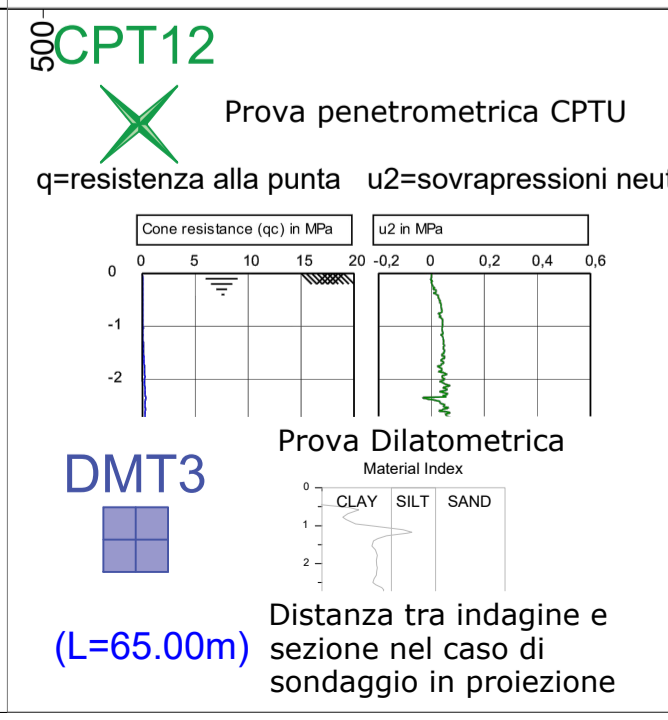 500
CPT12
Prova penetrometrica CPTU
q=resistenza alla punta u2=sovrapressioni neut
Cone resistance (qc) in MPa u2 in MPa
0 5 10 15 20 -0,2 0 0,2 0,4 0,6
0
-1
-2
Prova Dilatometrica
DMT3
Material Index
0
CLAY SILT SAND
1
2
(L=65.00m)
Distanza tra indagine e
sezione nel caso di
sondaggio in proiezione